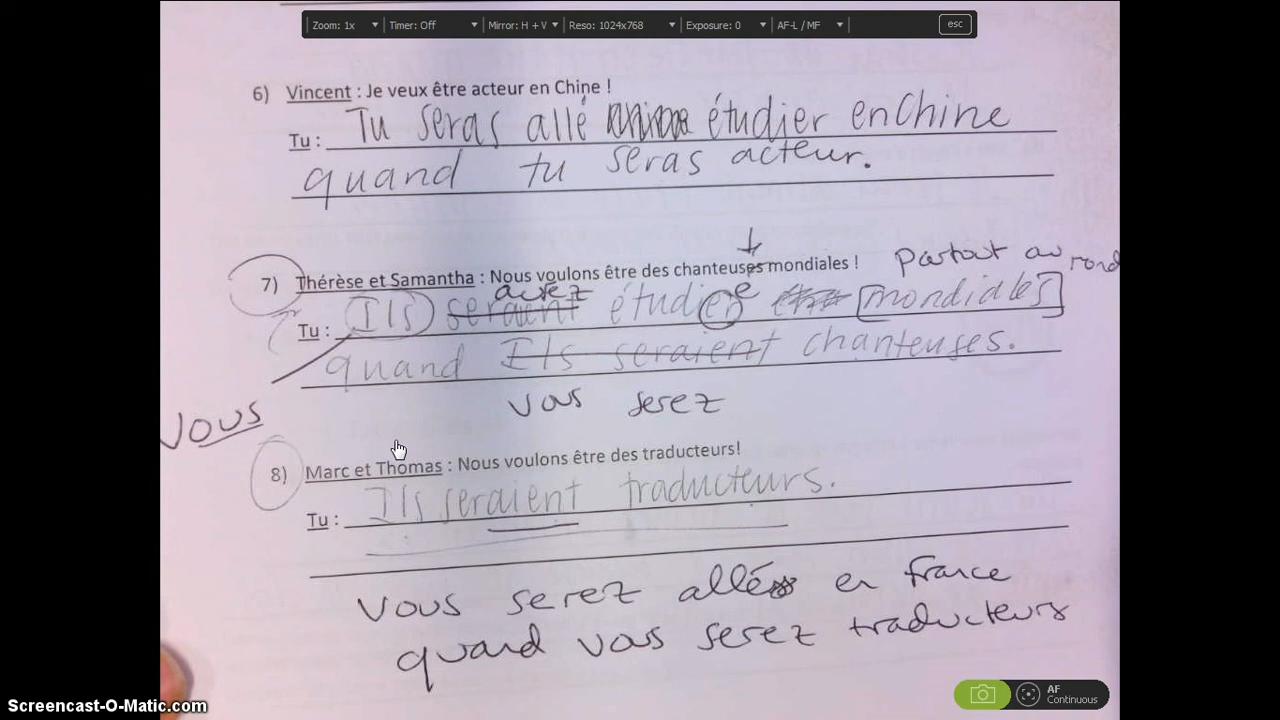 Zoom: 1x Timer: Off Mirror: H + V Reso: 1024x768 Exposure: 0 AF-L / MF esc
6) Vincent : Je veux être acteur en Chine !
Tu : Tu seras allé étudier en Chine
quand tu seras acteur.
7) Thérèse et Samantha : Nous voulons être des chanteuses mondiales ! partout au
aurez
Tu : Ils seraient étudier é mondiales
quand Ils seraient chanteuses.
vous serez
Vous
8) Marc et Thomas : Nous voulons être des traducteurs!
Tu : Ils seraient traducteurs.
Vous serez allés en france
quand vous serez traducteurs
AF
Continuous
Screencast-O-Matic.com